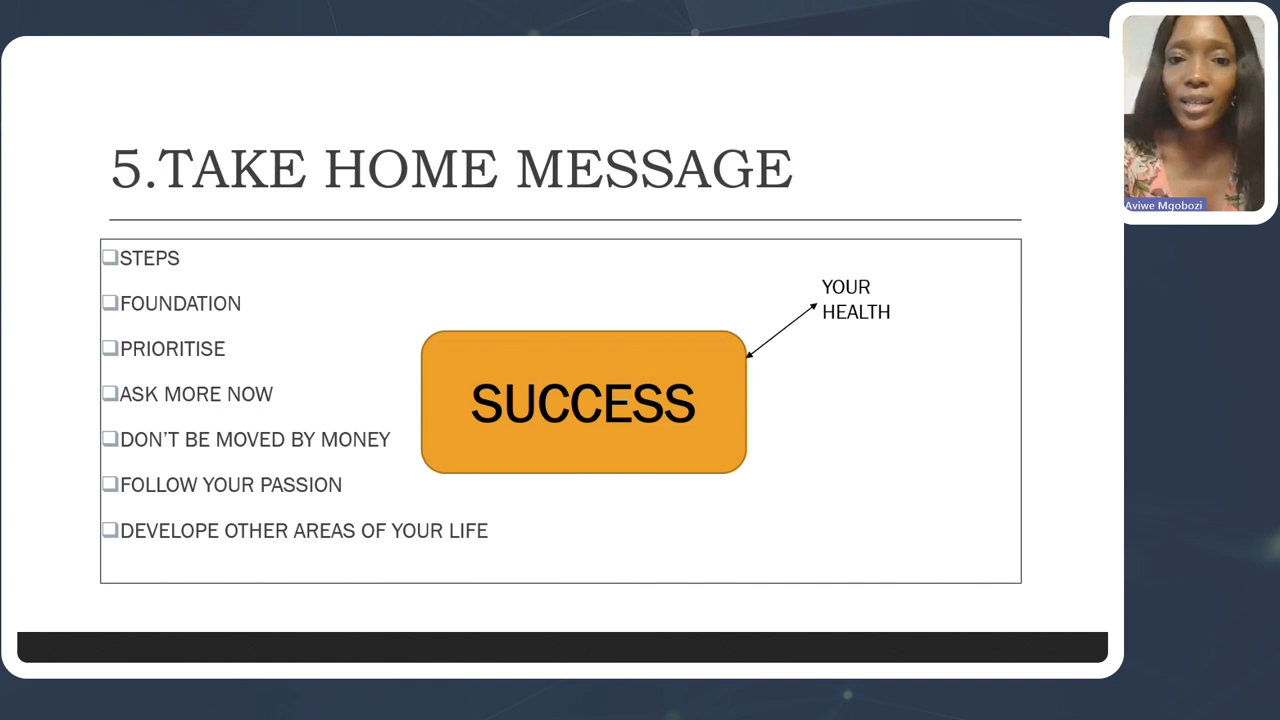 5.TAKE HOME MESSAGE
STEPS
FOUNDATION
PRIORITISE
ASK MORE NOW
DON'T BE MOVED BY MONEY
FOLLOW YOUR PASSION
DEVELOPE OTHER AREAS OF YOUR LIFE
SUCCESS
YOUR
HEALTH
Aviwe Mgobozi